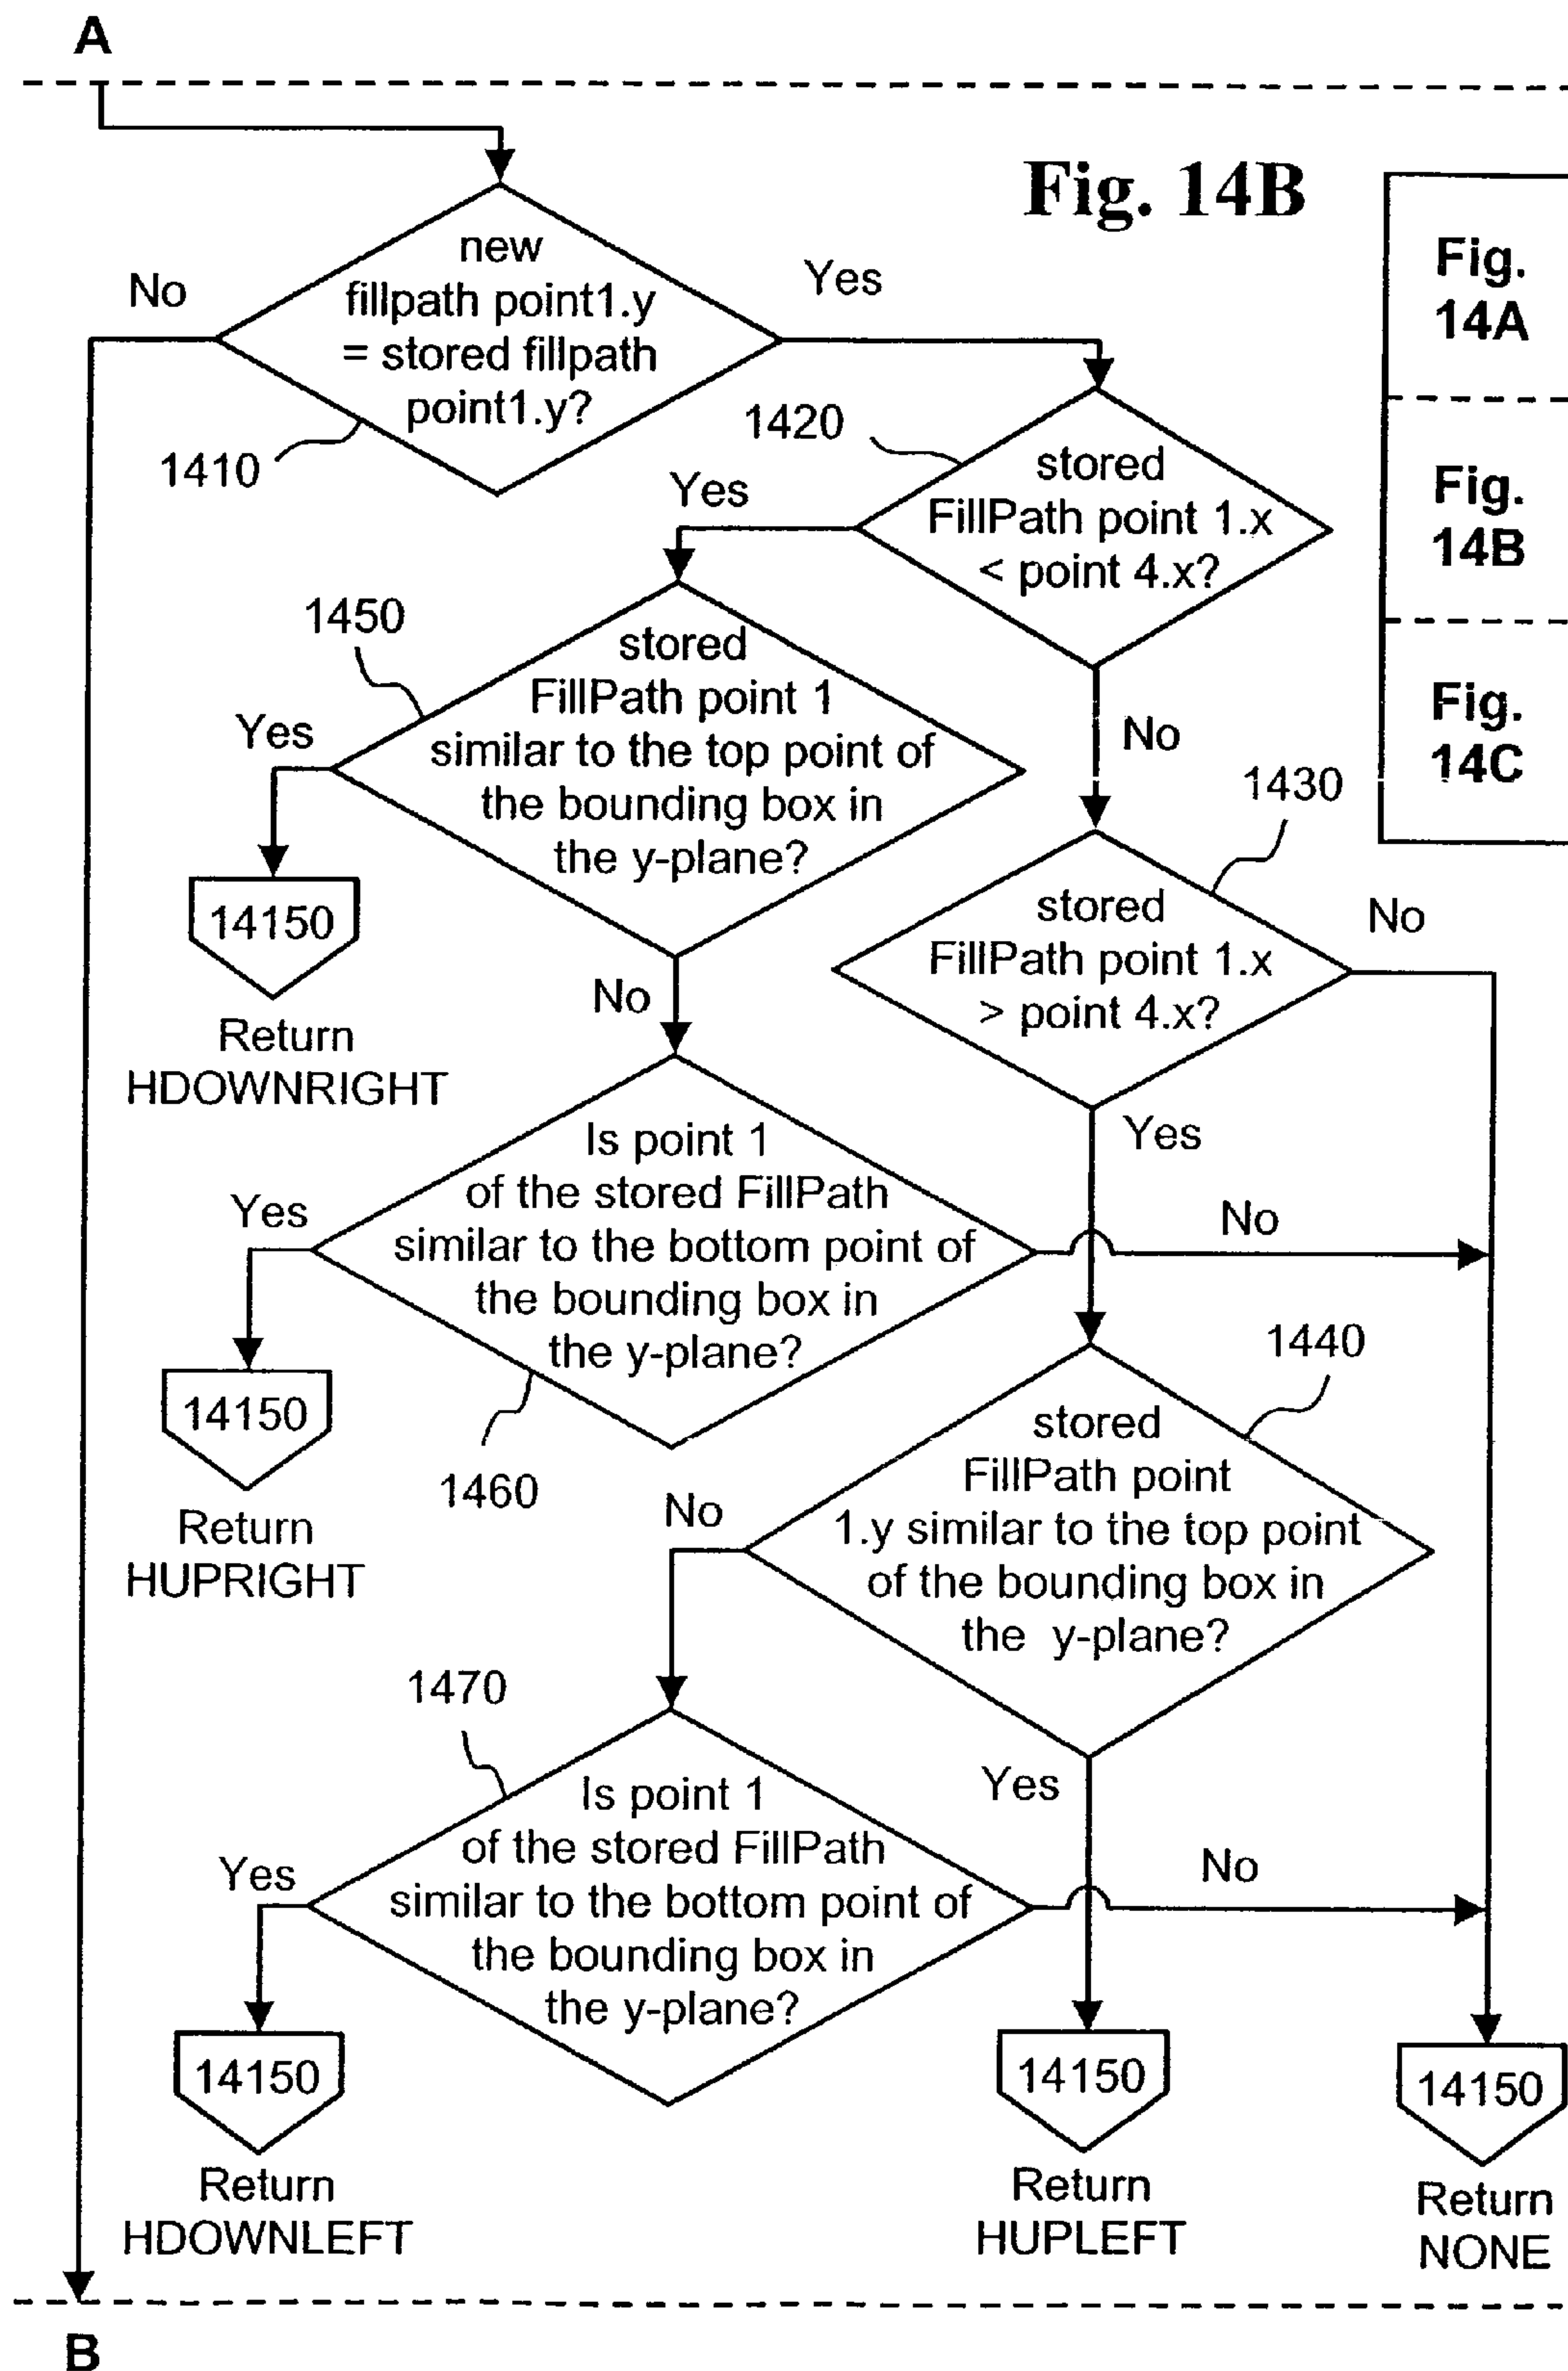 A
Fig. 14B
Fig.
14A
Fig.
14B
Fig.
14C
new
fillpath point1.y
= stored fillpath
point1.y?
No
Yes
1410
1420
stored
FillPath point 1.x
< point 4.x?
Yes
No
1450
stored
FillPath point 1
similar to the top point of
the bounding box in
the y-plane?
Yes
No
14150
Return
HDOWNRIGHT
1430
stored
FillPath point 1.x
> point 4.x?
No
Yes
Is point 1
of the stored FillPath
similar to the bottom point of
the bounding box in
the y-plane?
Yes
No
14150
Return
HUPRIGHT
1460
1440
stored
FillPath point
1.y similar to the top point
of the bounding box in
the y-plane?
No
Yes
1470
Is point 1
of the stored FillPath
similar to the bottom point of
the bounding box in
the y-plane?
Yes
No
14150
Return
HDOWNLEFT
14150
Return
HUPLEFT
14150
Return
NONE
B